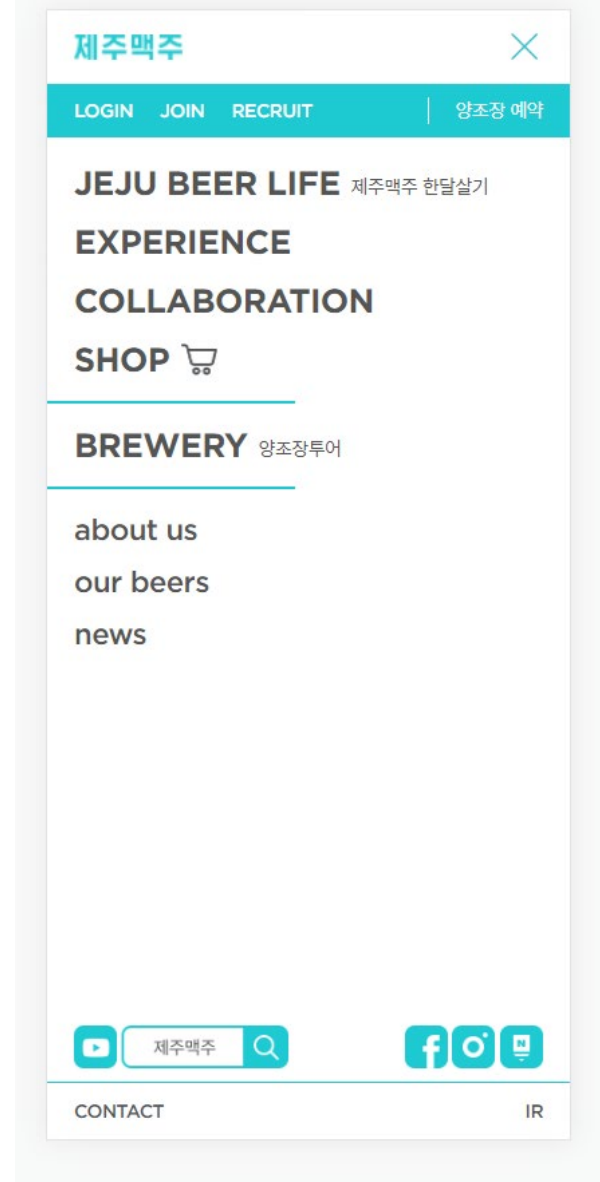 제주맥주
LOGIN JOIN RECRUIT 양조장 예약
JEJU BEER LIFE 제주맥주 한달살기
EXPERIENCE
COLLABORATION
SHOP
BREWERY 양조장투어
about us
our beers
news
제주맥주
f N
CONTACT IR